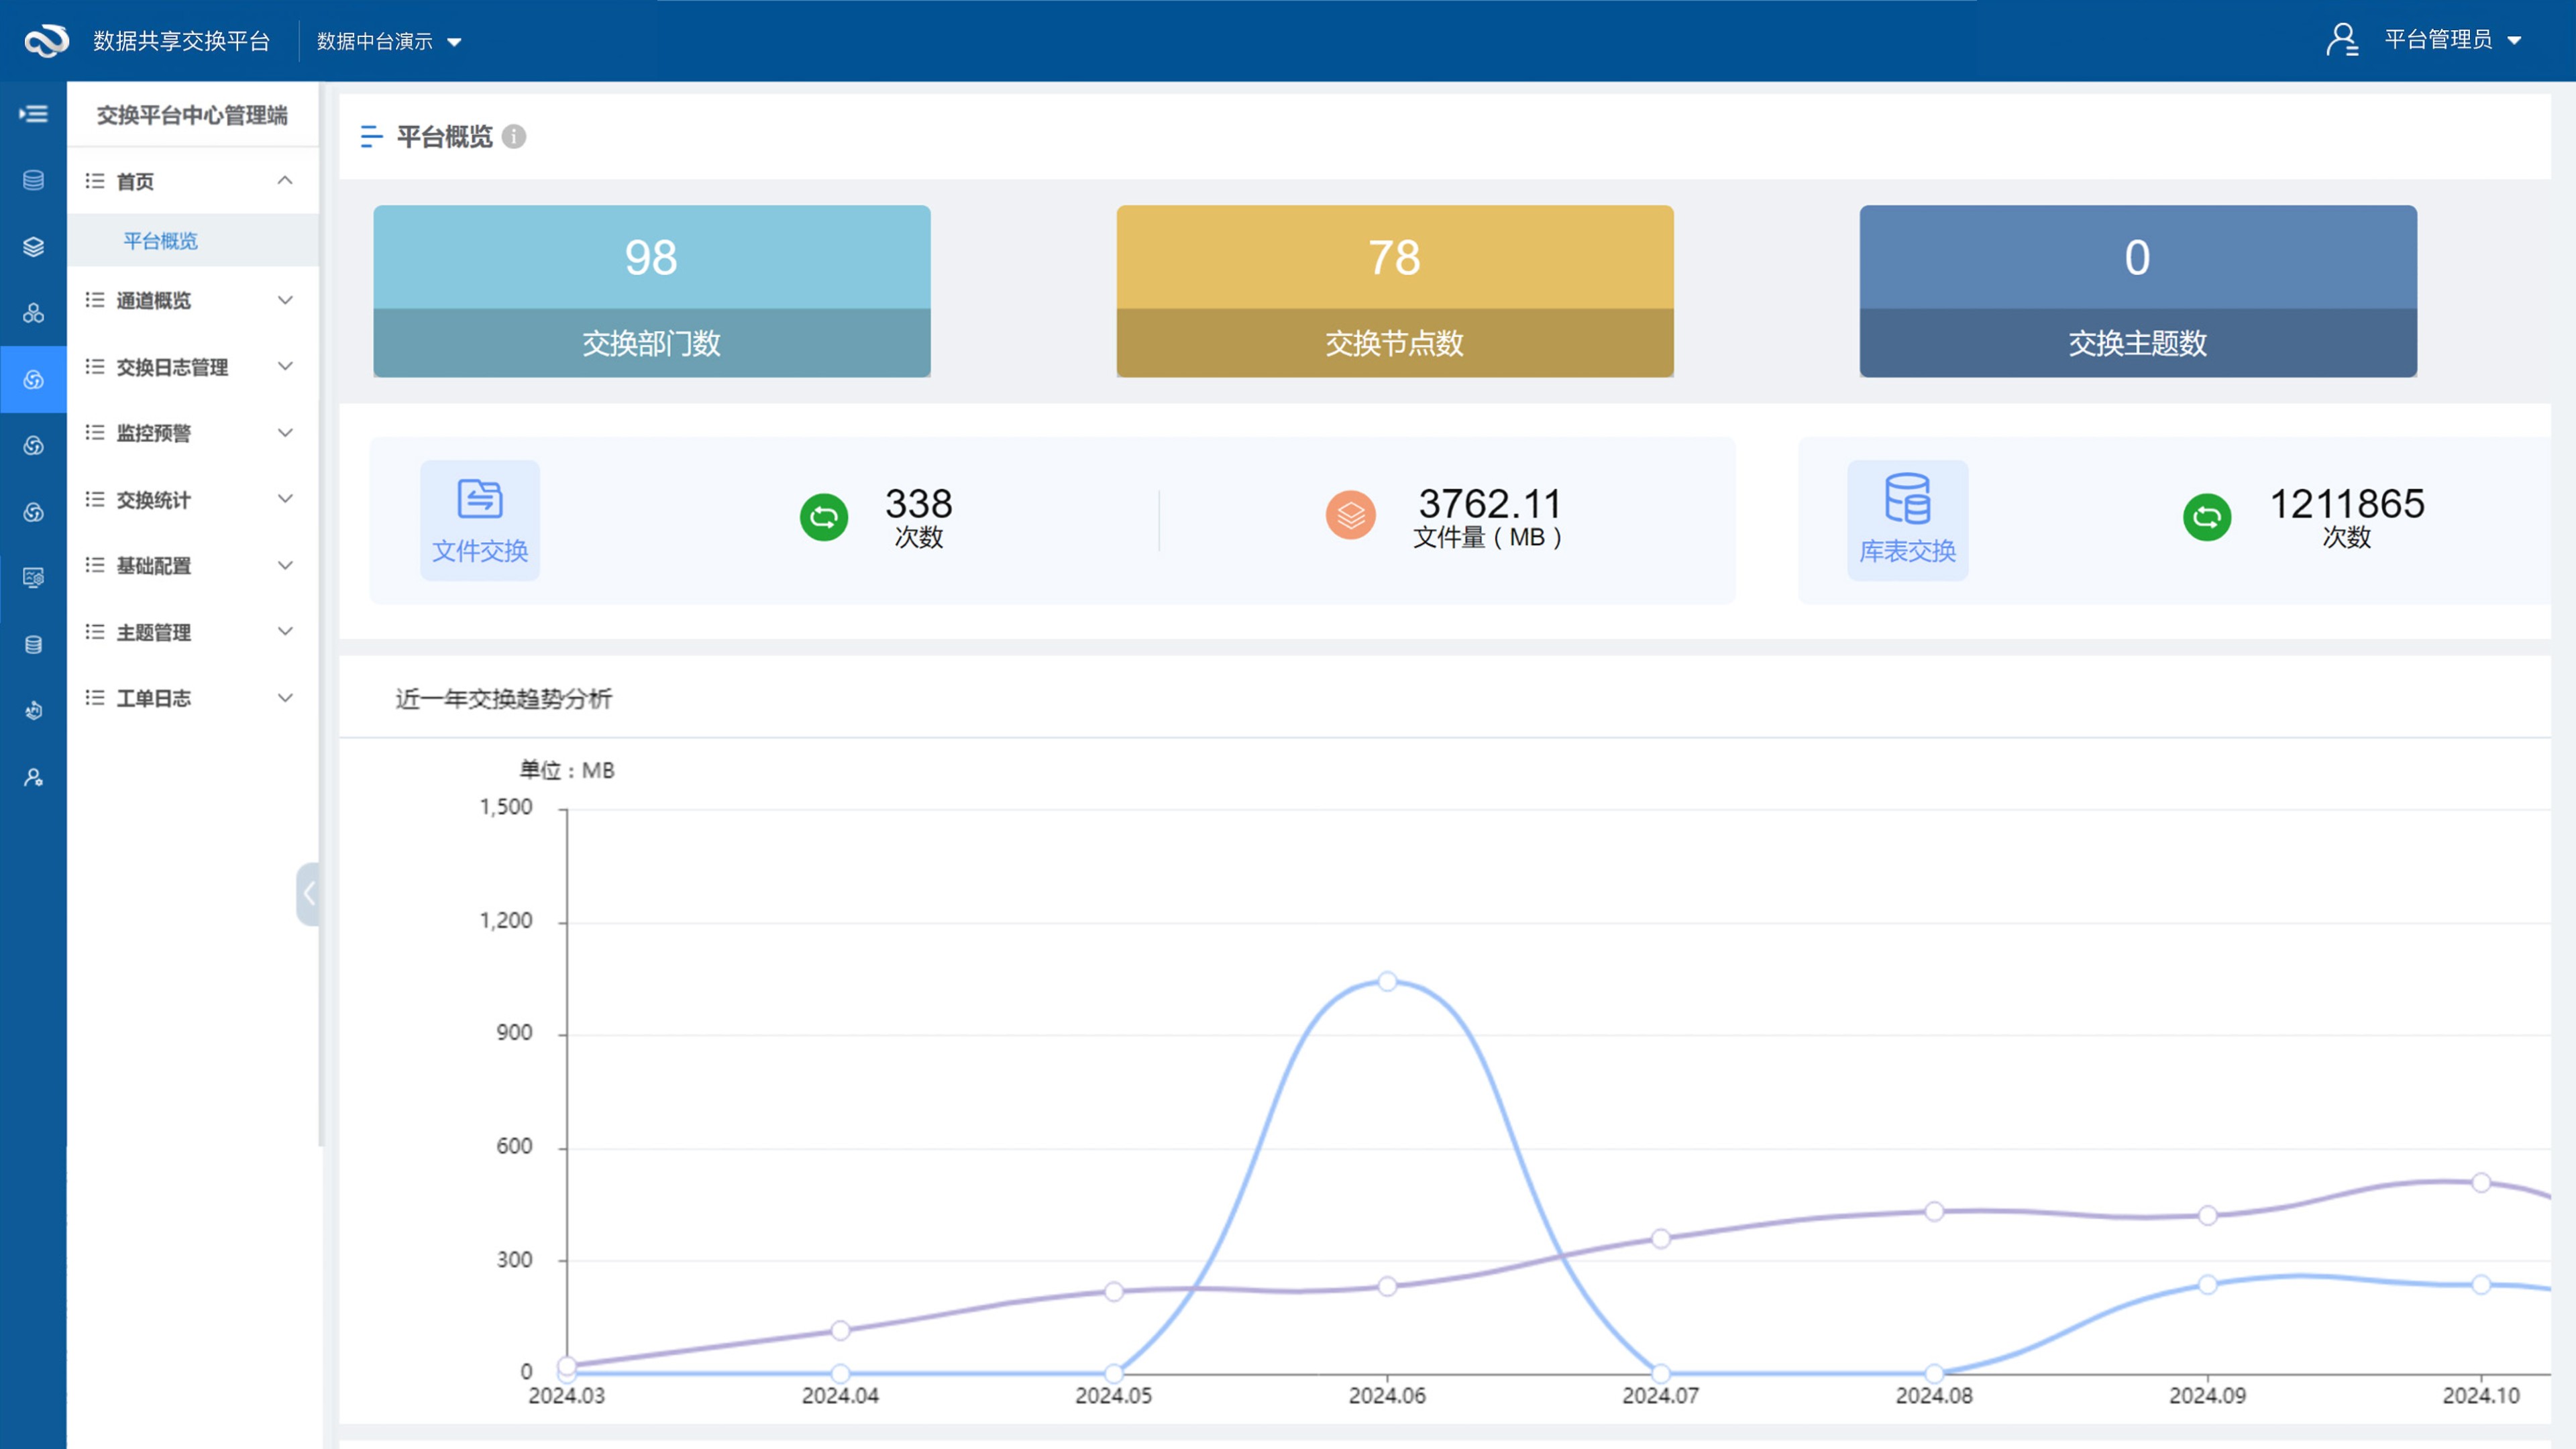 数据共享交换平台
数据中台演示
平台管理员
交换平台中心管理端
首页
平台概览
通道概览
交换日志管理
监控预警
交换统计
基础配置
主题管理
工单日志
平台概览
98
交换部门数
78
交换节点数
0
交换主题数
文件交换
338
次数
3762.11
文件量(MB)
库表交换
1211865
次数
近一年交换趋势分析
单位:MB
1,500
1,200
900
600
300
0
2024.03 2024.04 2024.05 2024.06 2024.07 2024.08 2024.09 2024.10